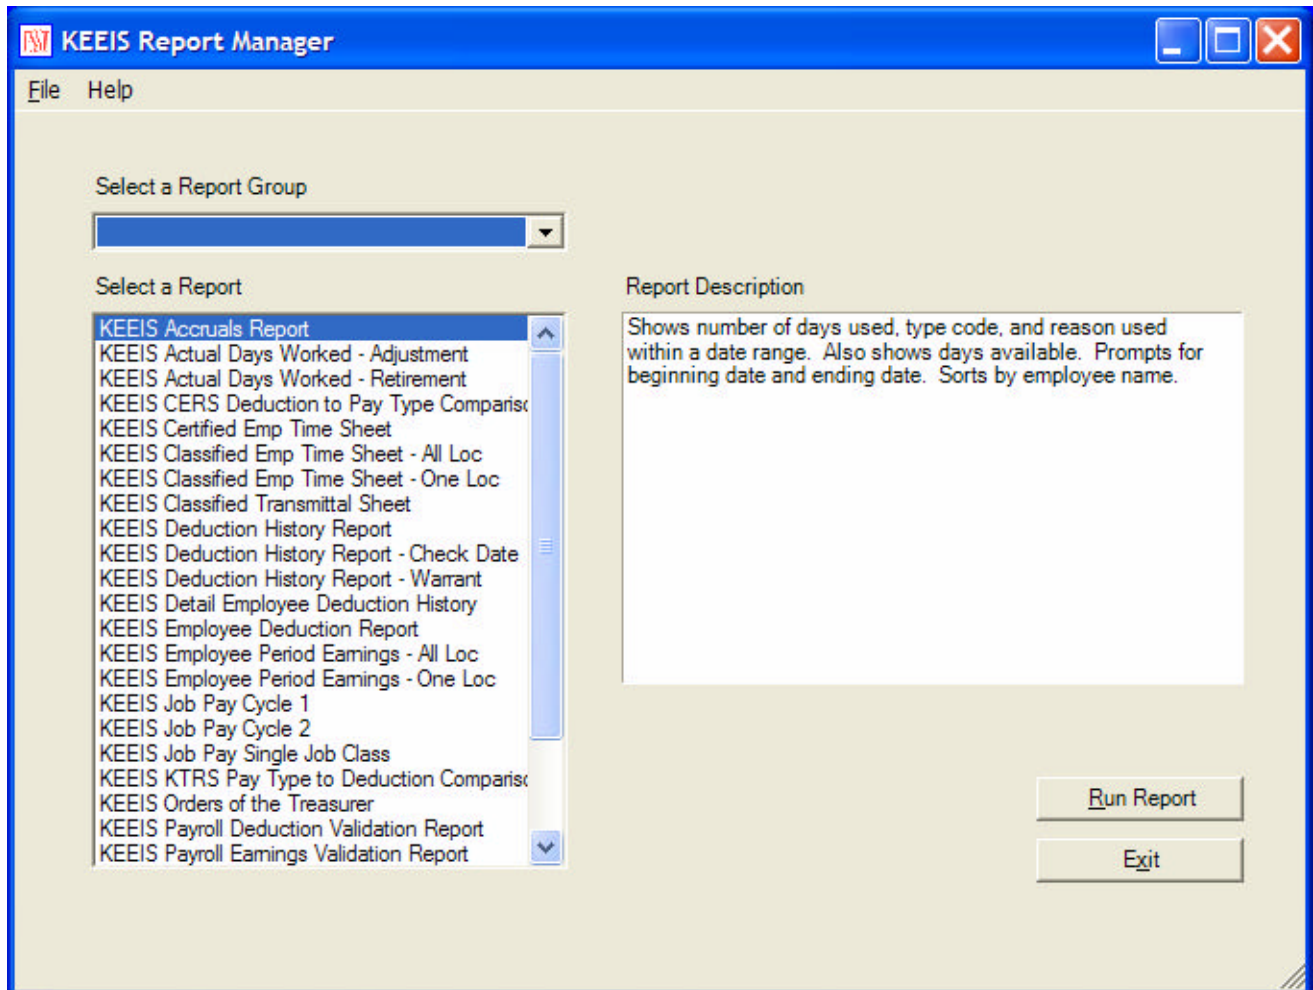 KEEIS Report Manager
File Help
Select a Report Group
Select a Report
KEEIS Accruals Report
KEEIS Actual Days Worked - Adjustment
KEEIS Actual Days Worked - Retirement
KEEIS CERS Deduction to Pay Type
KEEIS Certified Emp Time Sheet
KEEIS Classified Emp Time Sheet - All Loc
KEEIS Classified Emp Time Sheet - One Loc
KEEIS Classified Transmittal Sheet
KEEIS Deduction History Report
KEEIS Deduction History Report - Check Date
KEEIS Deduction History Report - Warrant
KEEIS Detail Employee Deduction History
KEEIS Employee Deduction Report
KEEIS Employee Period Earnings - All Loc
KEEIS Employee Period Earnings - One Loc
KEEIS Job Pay Cycle 1
KEEIS Job Pay Cycle 2
KEEIS Job Pay Single Job Class
KEEIS KTRS Pay Type to Deduction
KEEIS Orders of the Treasurer
KEEIS Payroll Deduction Validation Report
KEEIS Payroll Earnings Validation Report
Report Description
Shows number of days used, type code, and reason used
within a date range. Also shows days available. Prompts for
beginning date and ending date. Sorts by employee name.
Run Report
Exit